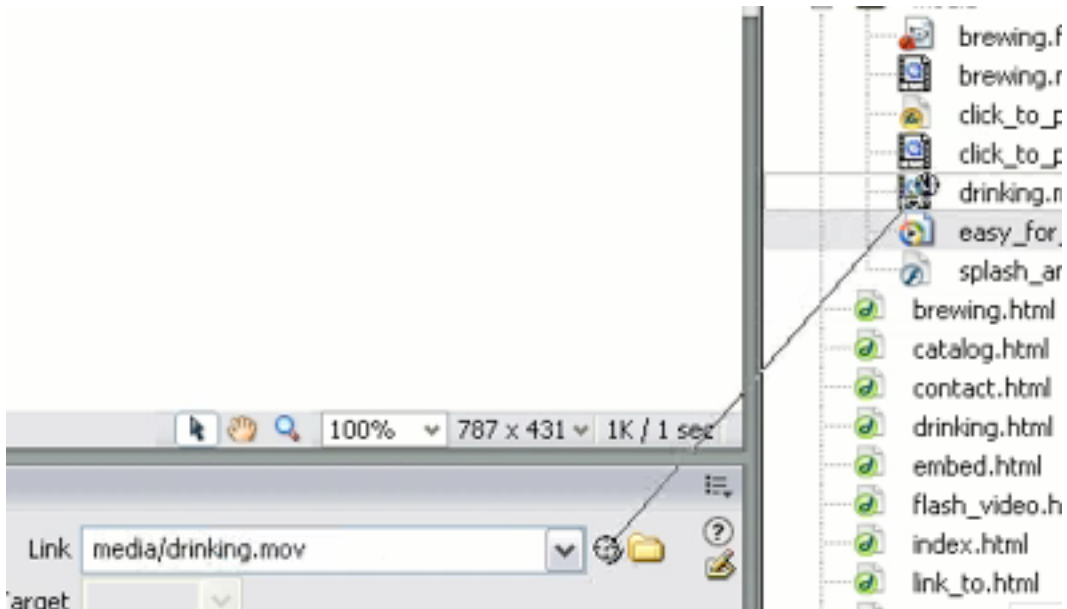 brewing.f
brewing.
click_to_p
click_to_p
drinking.
easy_for_
splash_ar
brewing.html
catalog.html
contact.html
drinking.html
embed.html
flash_video.h
index.html
link_to.html
100%
787 x 431
1K / 1 sec
Link
media/drinking.mov
arget